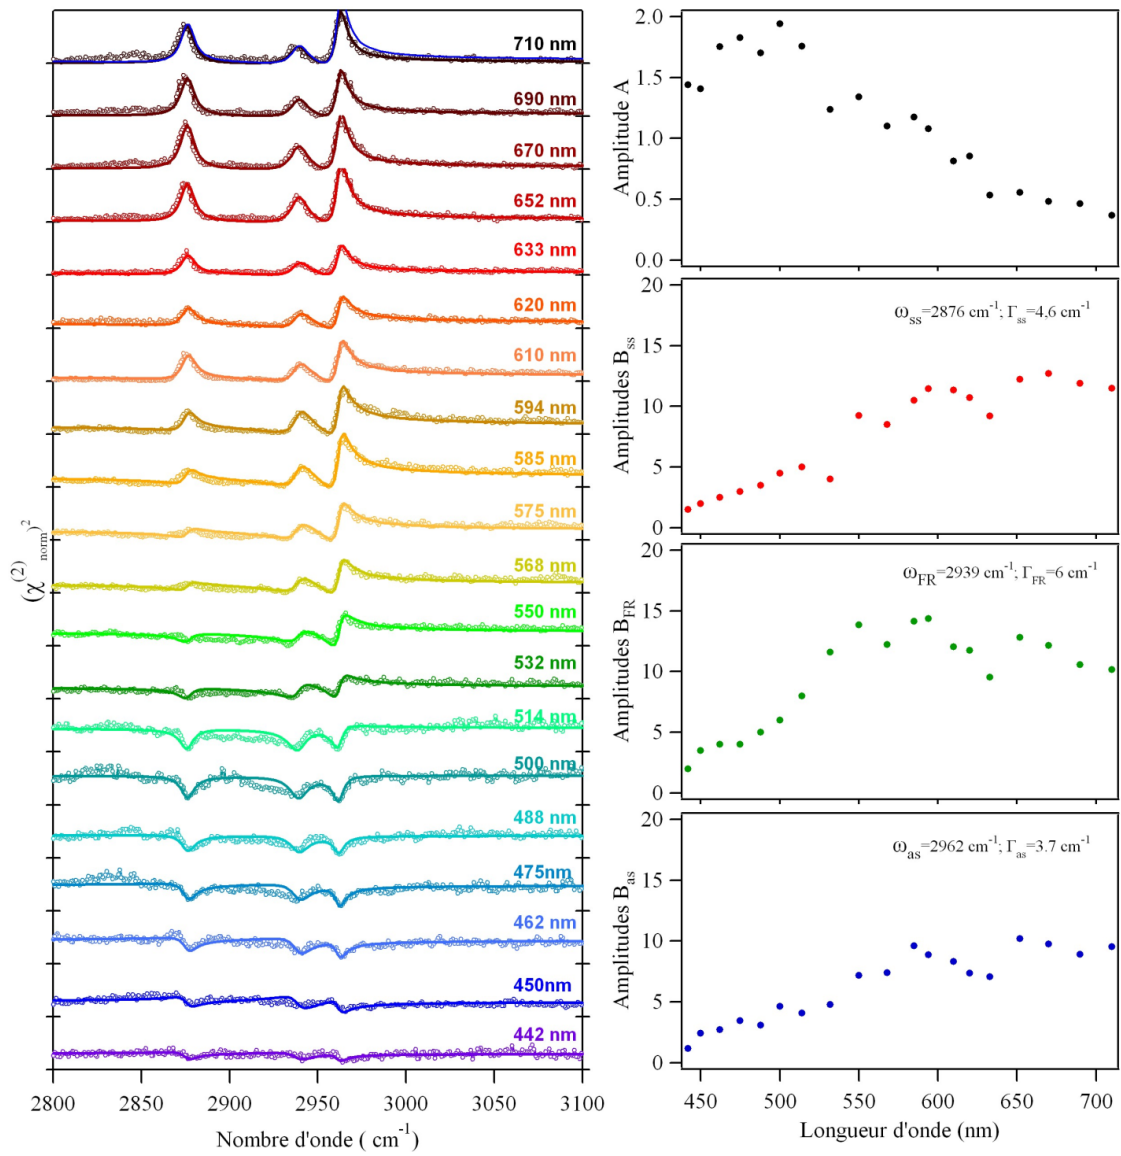 (χ⁽²⁾norm)²
710 nm
690 nm
670 nm
652 nm
633 nm
620 nm
610 nm
594 nm
585 nm
575 nm
568 nm
550 nm
532 nm
514 nm
500 nm
488 nm
475nm
462 nm
450nm
442 nm
2800 2850 2900 2950 3000 3050 3100
Nombre d'onde ( cm⁻¹)
Amplitude A
2.0
1.5
1.0
0.5
0.0
Amplitudes Bss
20
15
10
5
0
ωss=2876 cm⁻¹; Γss=4.6 cm⁻¹
Amplitudes BFR
20
15
10
5
0
ωFR=2939 cm⁻¹; ΓFR=6 cm⁻¹
Amplitudes Bas
20
15
10
5
0
ωas=2962 cm⁻¹; Γas=3.7 cm⁻¹
450 500 550 600 650 700
Longueur d'onde (nm)